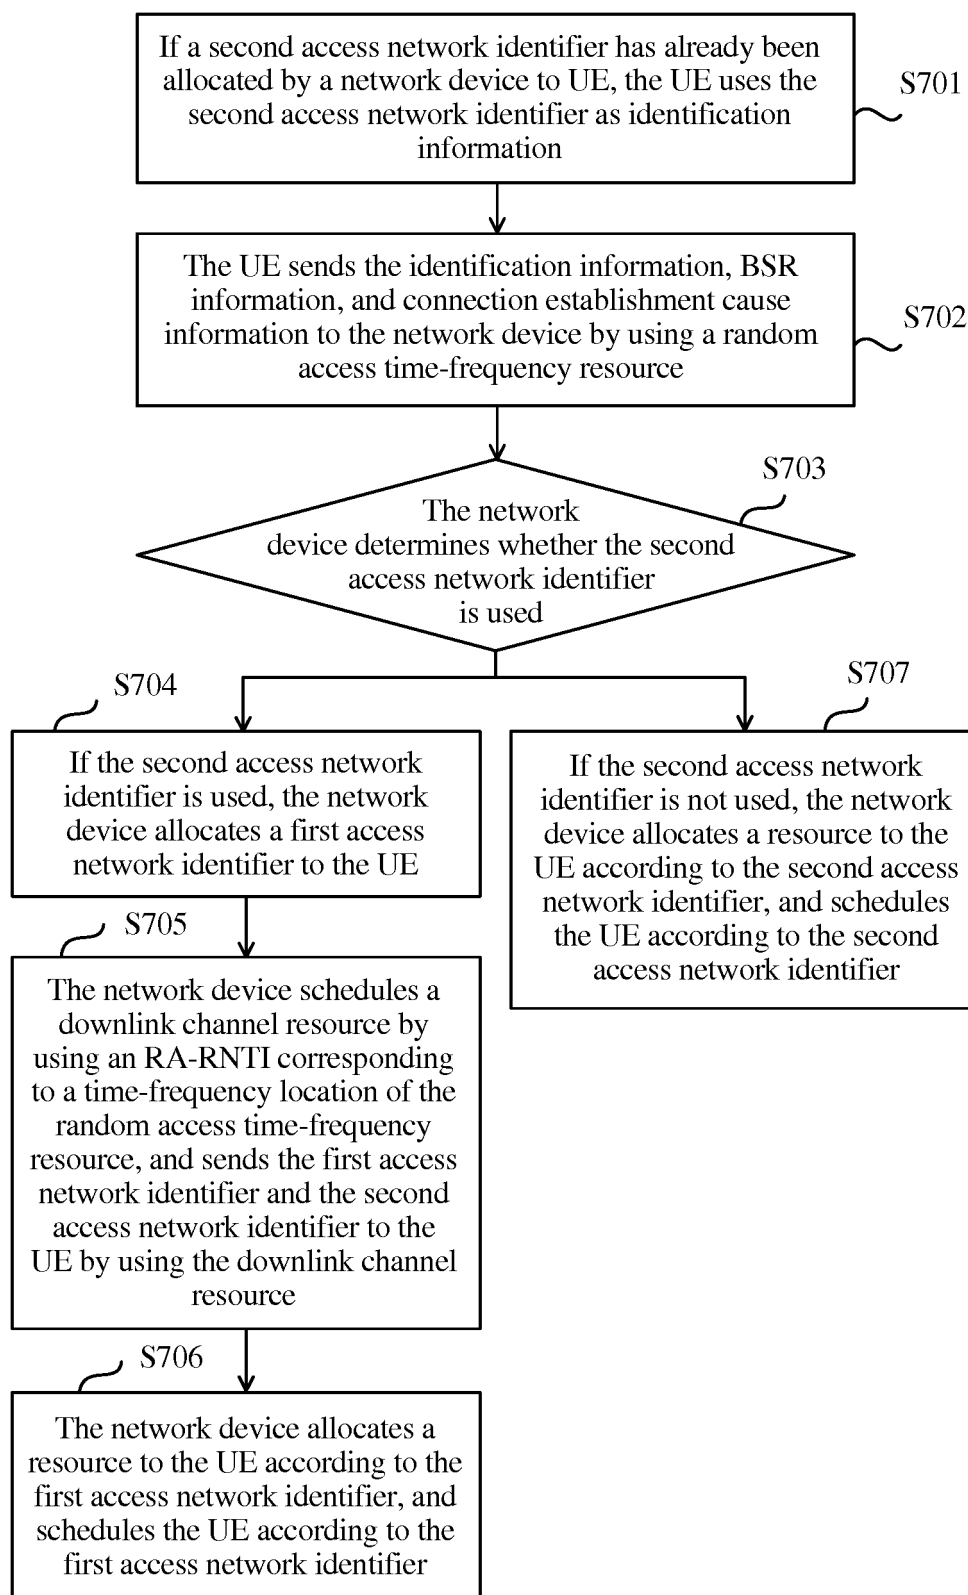 If a second access network identifier has already been
allocated by a network device to UE, the UE uses the
second access network identifier as identification
information
S701
The UE sends the identification information, BSR
information, and connection establishment cause
information to the network device by using a random
access time-frequency resource
S702
S703
The network
device determines whether the second
access network identifier
is used
S704
If the second access network
identifier is used, the network
device allocates a first access
network identifier to the UE
S707
If the second access network
identifier is not used, the network
device allocates a resource to the
UE according to the second access
network identifier, and schedules
the UE according to the second
access network identifier
S705
The network device schedules a
downlink channel resource by
using an RA-RNTI corresponding
to a time-frequency location of the
random access time-frequency
resource, and sends the first access
network identifier and the second
access network identifier to the
UE by using the downlink channel
resource
S706
The network device allocates a
resource to the UE according to the
first access network identifier, and
schedules the UE according to the
first access network identifier